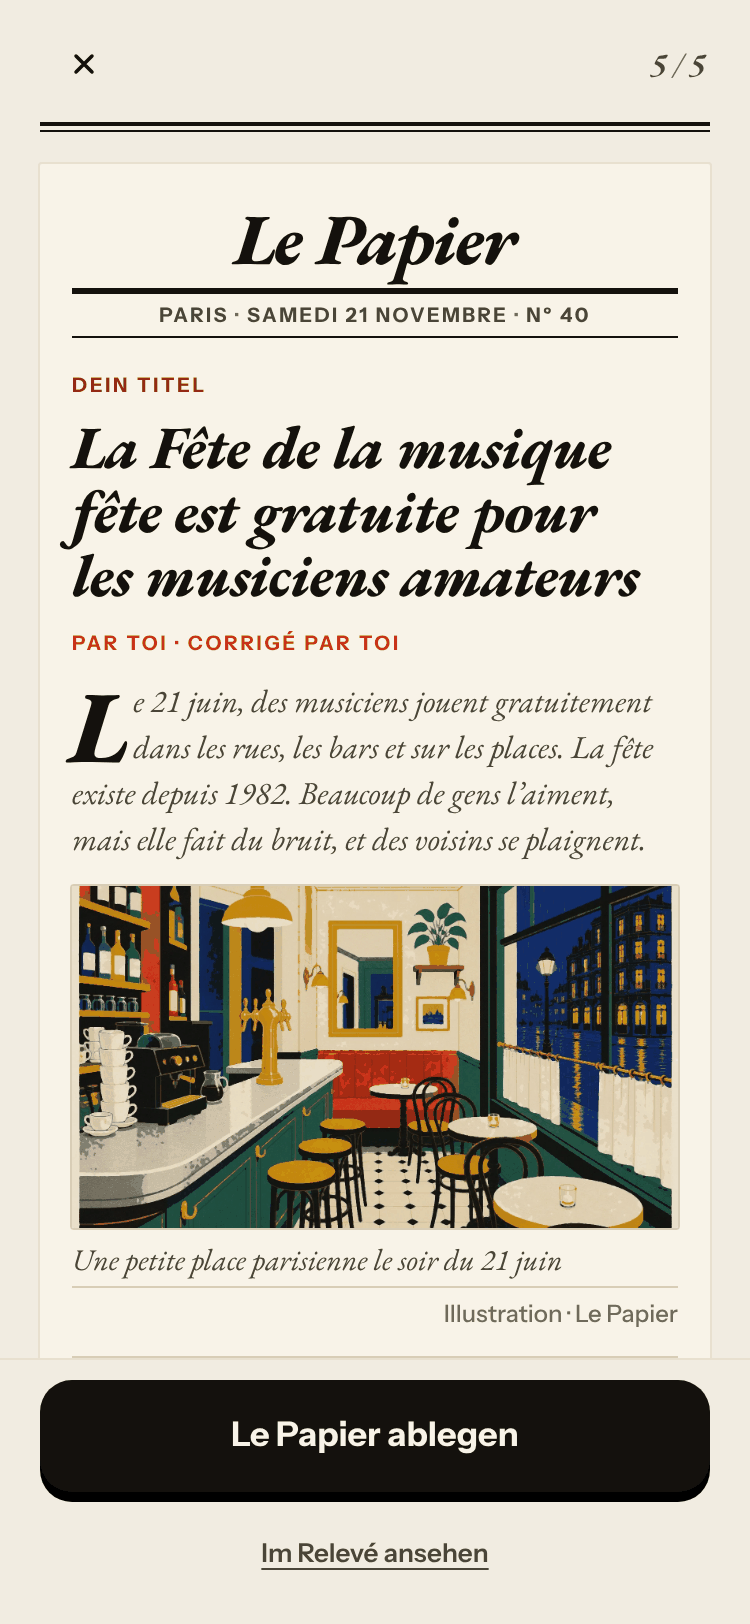 5/5
Le Papier
PARIS · SAMEDI 21 NOVEMBRE · N° 40
DEIN TITEL
La Fête de la musique
fête est gratuite pour
les musiciens amateurs
PAR TOI · CORRIGÉ PAR TOI
Le 21 juin, des musiciens jouent gratuitement
dans les rues, les bars et sur les places. La fête
existe depuis 1982. Beaucoup de gens l’aiment,
mais elle fait du bruit, et des voisins se plaignent.
Une petite place parisienne le soir du 21 juin
Illustration · Le Papier
Le Papier ablegen
Im Relevé ansehen